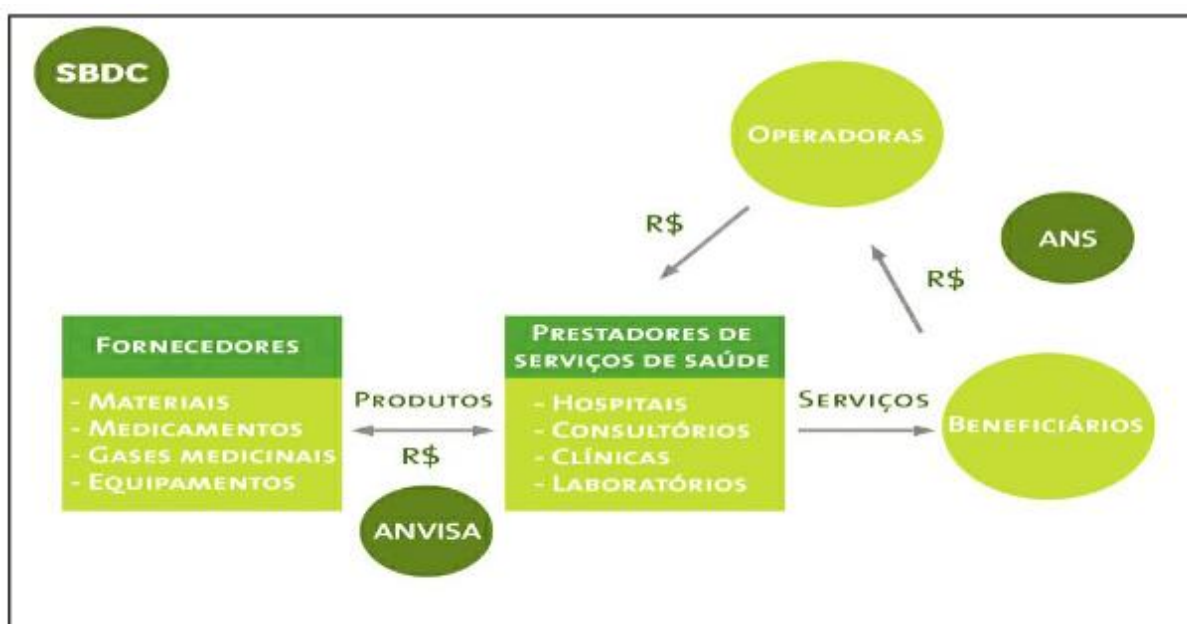 SBDC
OPERADORAS
R$
ANS
R$
FORNECEDORES
- MATERIAIS
- MEDICAMENTOS
- GASES MEDICINAIS
- EQUIPAMENTOS
PRODUTOS
R$
ANVISA
PRESTADORES DE
SERVIÇOS DE SAÚDE
- HOSPITAIS
- CONSULTÓRIOS
- CLÍNICAS
- LABORATÓRIOS
SERVIÇOS
BENEFICIÁRIOS